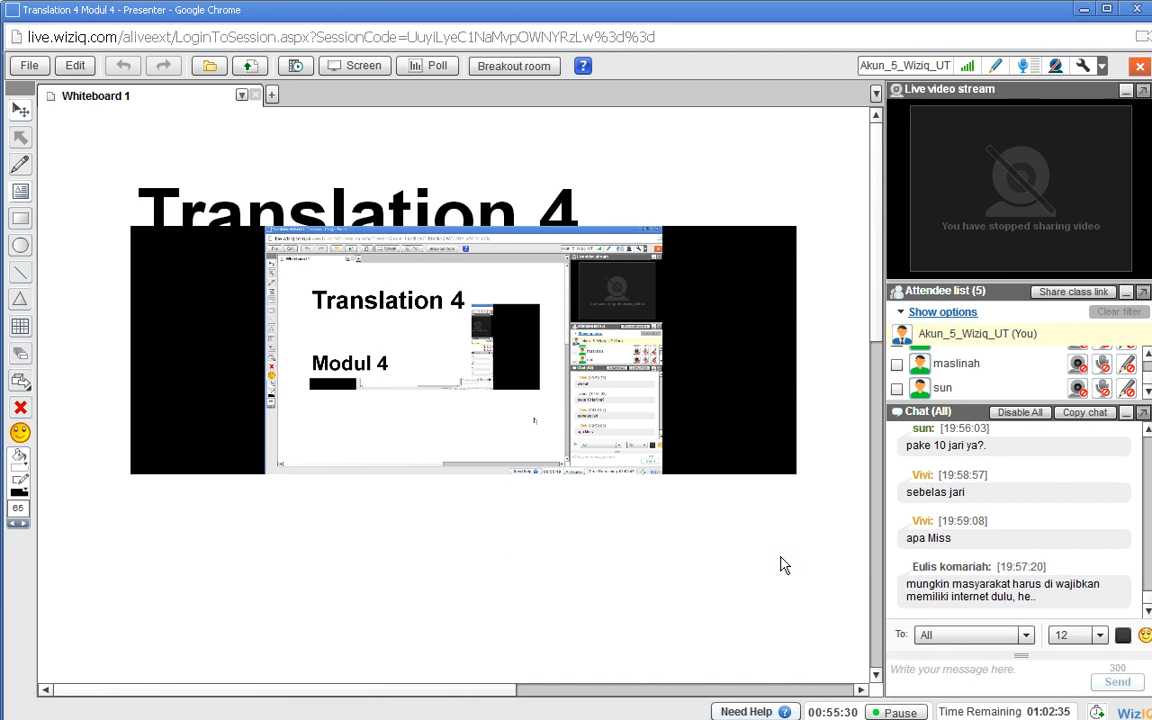 Translation 4 Modul 4 - Presenter - Google Chrome
live.wiziq.com/aliveext/LoginToSession.aspx?SessionCode=UuyiLyeC1NaMvpOWNYRzLw%3d%3d
File Edit Screen Poll Breakout room ? Akun_5_Wiziq_UT
Whiteboard 1
Translation 4
Translation 4
Modul 4
Live video stream
You have stopped sharing video
Attendee list (5) Share class link
Show options Clear filter
Akun_5_Wiziq_UT (You)
maslinah
sun
Chat (All) Disable All Copy chat
sun: [19:56:03]
pake 10 jari ya?.
Vivi: [19:58:57]
sebelas jari
Vivi: [19:59:08]
apa Miss
Eulis komariah: [19:57:20]
mungkin masyarakat harus di wajibkan
memiliki internet dulu, he..
To: All 12
Write your message here. 300
Send
65
Need Help ? 00:55:30 Pause Time Remaining 01:02:35 WizIQ